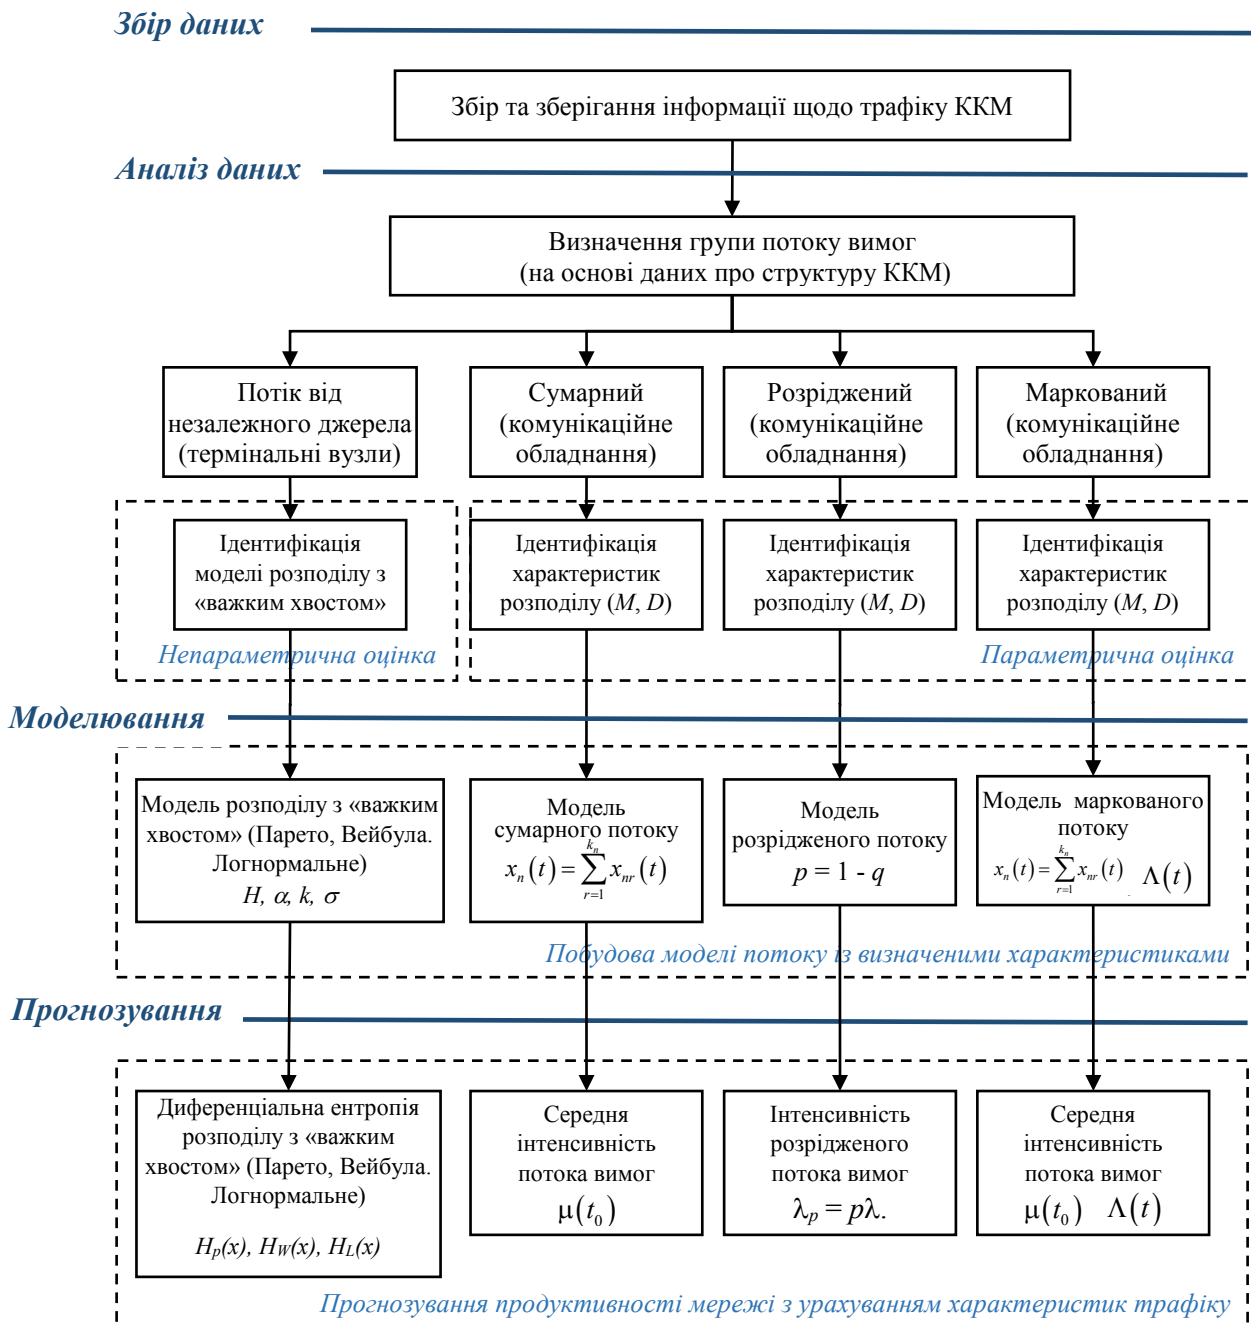 Збір даних
Збір та зберігання інформації щодо трафіку ККМ
Аналіз даних
Визначення групи потоку вимог
(на основі даних про структуру ККМ)
Потік від
незалежного джерела
(термінальні вузли)
Сумарний
(комунікаційне
обладнання)
Розріджений
(комунікаційне
обладнання)
Маркований
(комунікаційне
обладнання)
Ідентифікація
моделі розподілу з
«важким хвостом»
Ідентифікація
характеристик
розподілу (M, D)
Ідентифікація
характеристик
розподілу (M, D)
Ідентифікація
характеристик
розподілу (M, D)
Непараметрична оцінка
Параметрична оцінка
Моделювання
Модель розподілу з «важким
хвостом» (Парето, Вейбула.
Логнормальне)
H, α, k, σ
Модель
сумарного потоку
x_n(t) = ∑_{r=1}^{k_n} x_{nr}(t)
Модель
розрідженого потоку
p = 1 - q
Модель маркованого
потоку
x_n(t) = ∑_{r=1}^{k_n} x_{nr}(t) . Λ(t)
Побудова моделі потоку із визначеними характеристиками
Прогнозування
Диференціальна ентропія
розподілу з «важким
хвостом» (Парето, Вейбула.
Логнормальне)
H_p(x), H_W(x), H_L(x)
Середня
інтенсивність
потока вимог
μ(t_0)
Інтенсивність
розрідженого
потока вимог
λ_p = pλ.
Середня
інтенсивність
потока вимог
μ(t_0) Λ(t)
Прогнозування продуктивності мережі з урахуванням характеристик трафіку